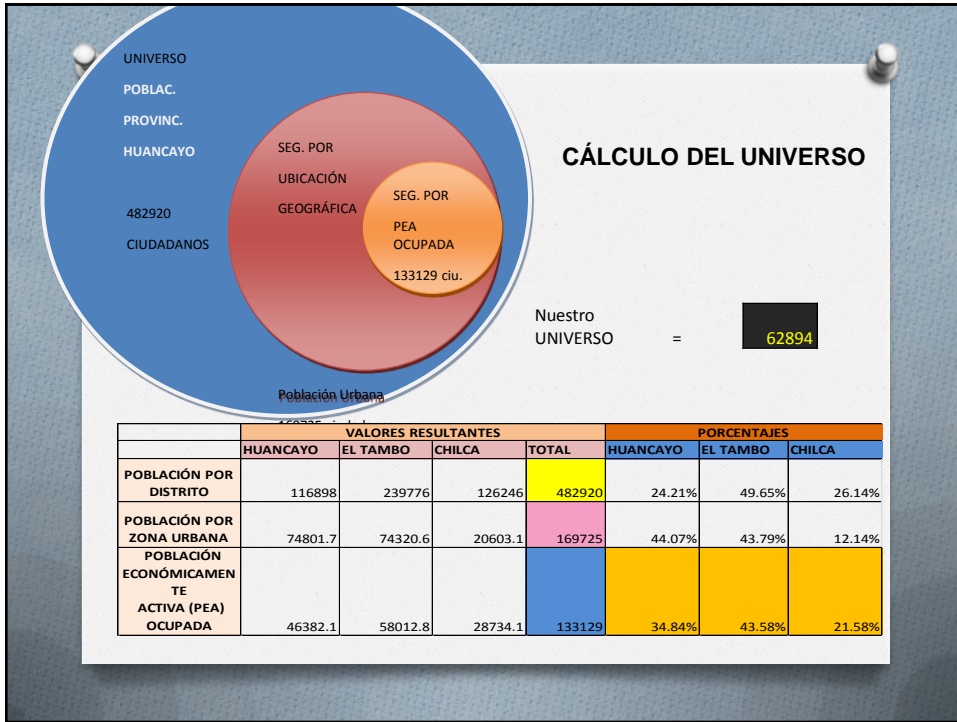 UNIVERSO
POBLAC.
PROVINC.
HUANCAYO
482920
CIUDADANOS
SEG. POR
UBICACIÓN
GEOGRÁFICA
SEG. POR
PEA
OCUPADA
133129 ciu.
Población Urbana
CÁLCULO DEL UNIVERSO
Nuestro
UNIVERSO = 62894
VALORES RESULTANTES PORCENTAJES
HUANCAYO EL TAMBO CHILCA TOTAL HUANCAYO EL TAMBO CHILCA
POBLACIÓN POR
DISTRITO 116898 239776 126246 482920 24.21% 49.65% 26.14%
POBLACIÓN POR
ZONA URBANA 74801.7 74320.6 20603.1 169725 44.07% 43.79% 12.14%
POBLACIÓN
ECONÓMICAMEN
TE
ACTIVA (PEA)
OCUPADA 46382.1 58012.8 28734.1 133129 34.84% 43.58% 21.58%